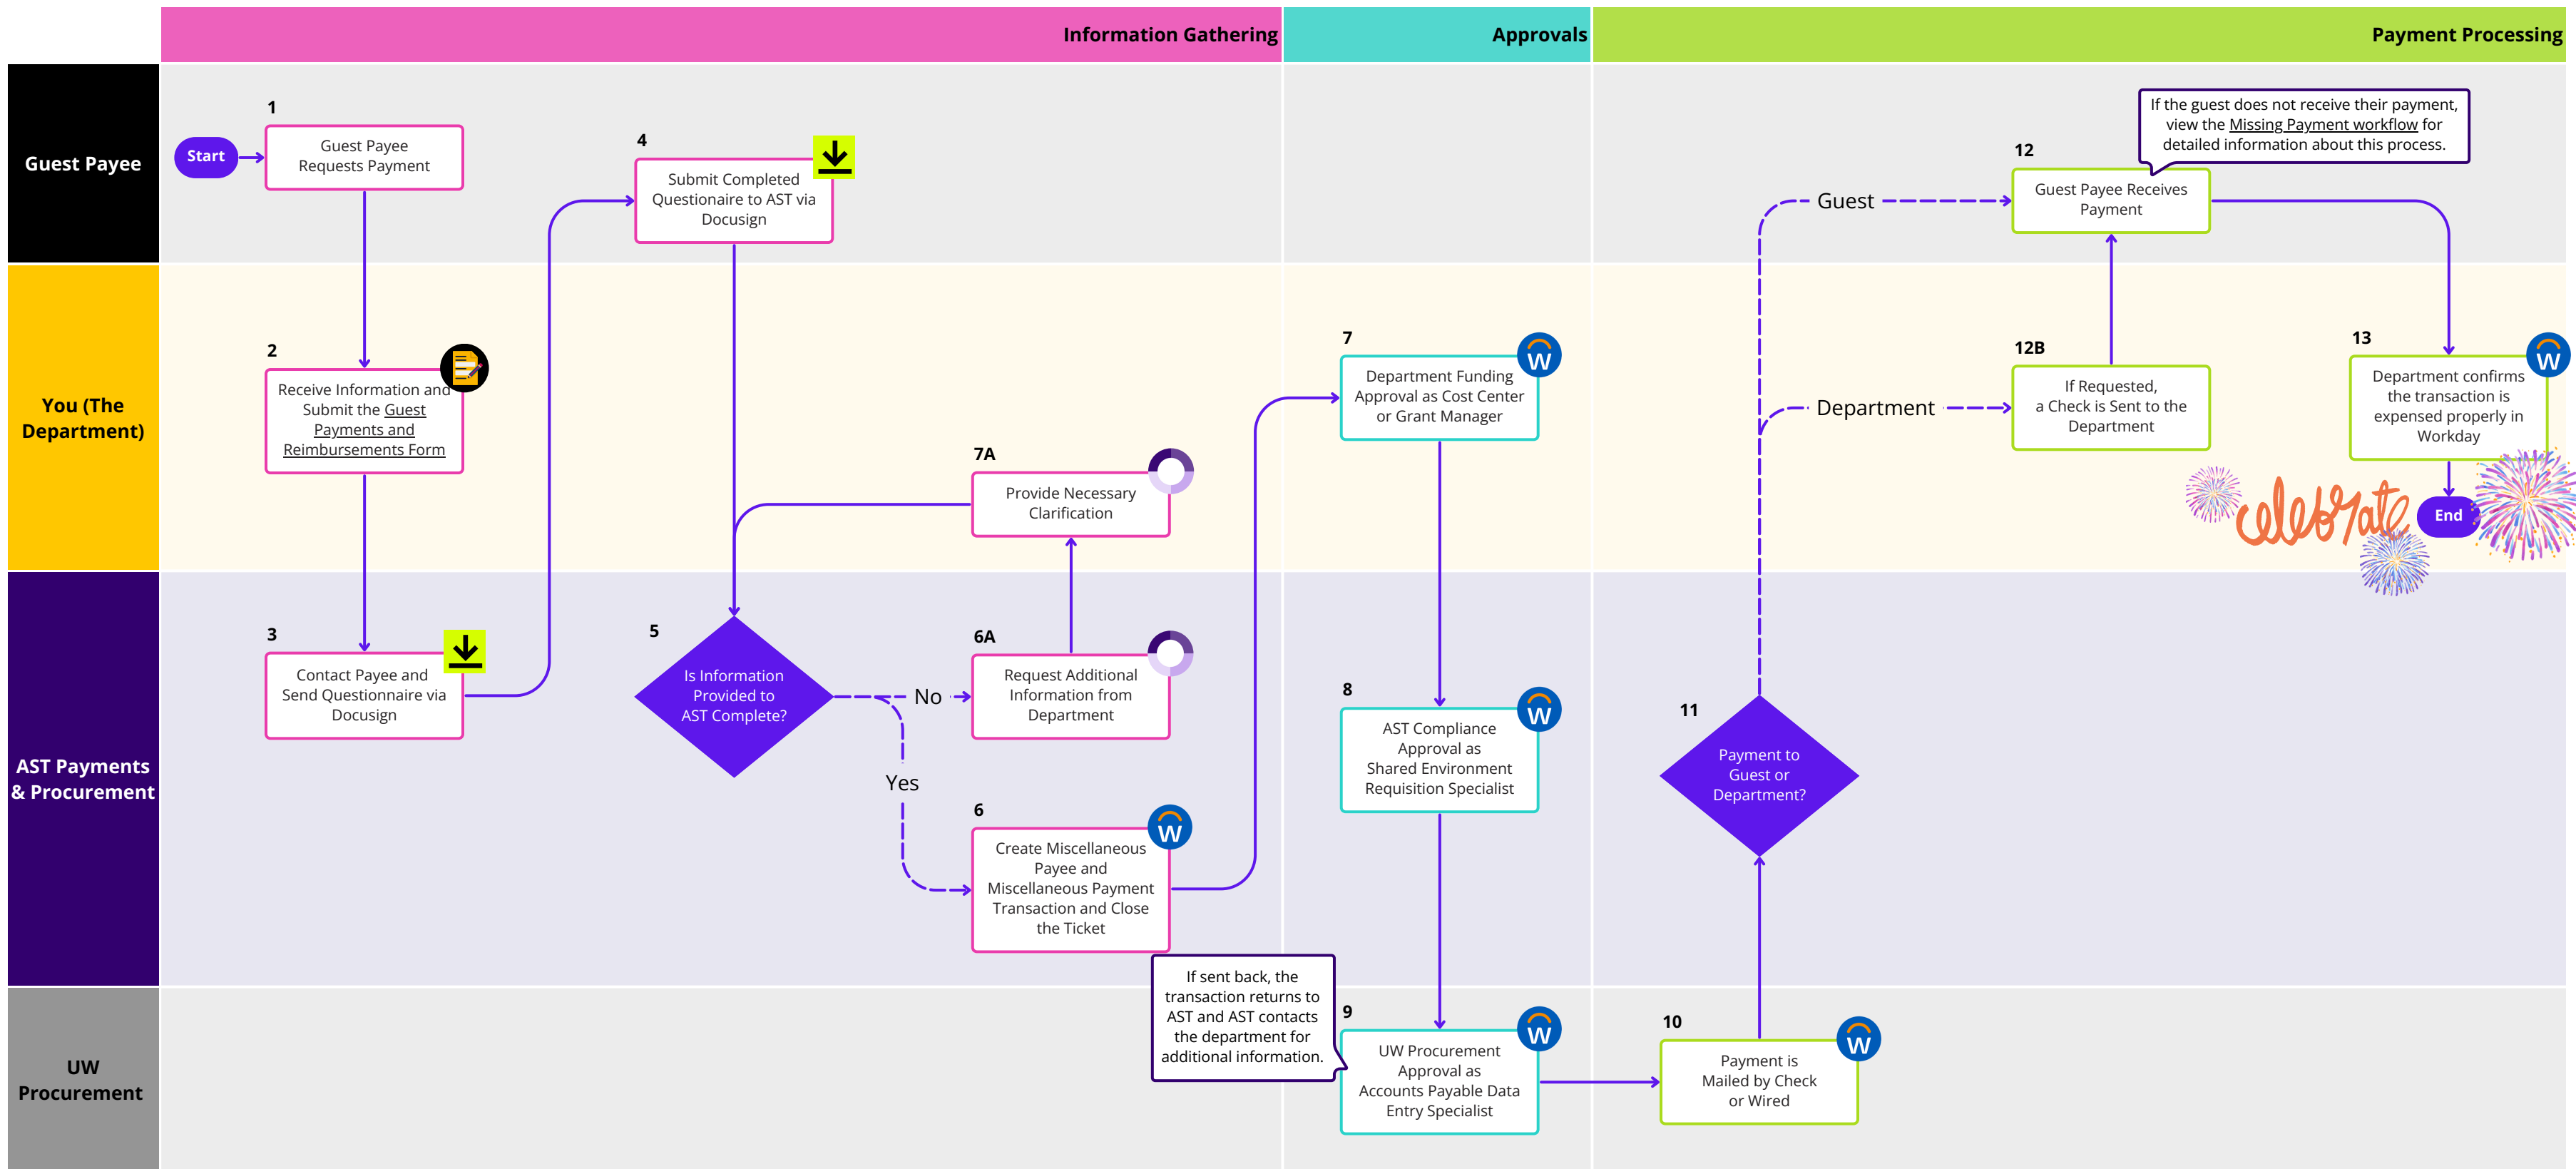 Information Gathering
Approvals
Payment Processing
Guest Payee
Start
1
Guest Payee
Requests Payment
4
Submit Completed
Questionaire to AST via
Docusign
Guest
12
Guest Payee Receives
Payment
If the guest does not receive their payment,
view the Missing Payment workflow for
detailed information about this process.
You (The
Department)
2
Receive Information and
Submit the Guest
Payments and
Reimbursements Form
7A
Provide Necessary
Clarification
7
W
Department Funding
Approval as Cost Center
or Grant Manager
Department
12B
If Requested,
a Check is Sent to the
Department
13
W
Department confirms
the transaction is
expensed properly in
Workday
celebrate
End
AST Payments
& Procurement
3
Contact Payee and
Send Questionnaire via
Docusign
5
Is Information
Provided to
AST Complete?
No
6A
Request Additional
Information from
Department
Yes
6
W
Create Miscellaneous
Payee and
Miscellaneous Payment
Transaction and Close
the Ticket
8
W
AST Compliance
Approval as
Shared Environment
Requisition Specialist
11
Payment to
Guest or
Department?
UW
Procurement
If sent back, the
transaction returns to
AST and AST contacts
the department for
additional information.
9
W
UW Procurement
Approval as
Accounts Payable Data
Entry Specialist
10
W
Payment is
Mailed by Check
or Wired